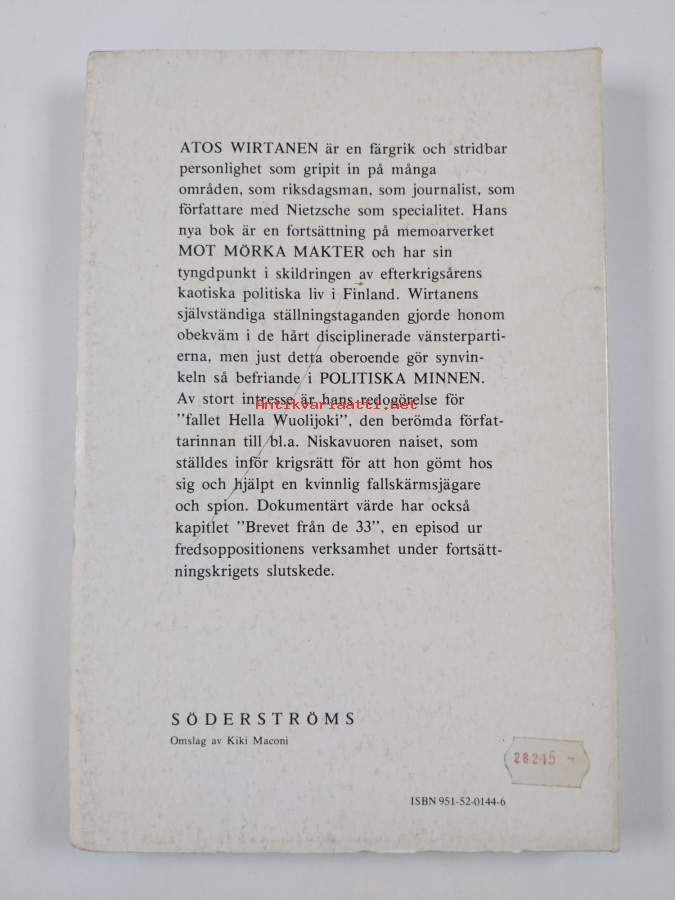 ATOS WIRTANEN är en färgrik och stridbar
personlighet som gripit in på många
områden, som riksdagsman, som journalist, som
författare med Nietzsche som specialitet. Hans
nya bok är en fortsättning på memoarverket
MOT MÖRKA MAKTER och har sin
tyngdpunkt i skildringen av efterkrigsårens
kaotiska politiska liv i Finland. Wirtanens
självständiga ställningstaganden gjorde honom
obekväm i de hårt disciplinerade vänsterparti-
erna, men just detta oberoende gör synvin-
keln så befriande i POLITISKA MINNEN.
Av stort intresse är hans redogörelse för
Antikvariaatti.net
"fallet Hella Wuolijoki", den berömda förfat-
tarinnan till bl.a. Niskavuoren naiset, som
ställdes inför krigsrätt för att hon gömt hos
sig och hjälpt en kvinnlig fallskärmsjägare
och spion. Dokumentärt värde har också
kapitlet "Brevet från de 33", en episod ur
fredsoppositionens verksamhet under fortsätt-
ningskrigets slutskede.
SÖDERSTRÖMS
Omslag av Kiki Maconi
28215 -
ISBN 951-52-0144-6